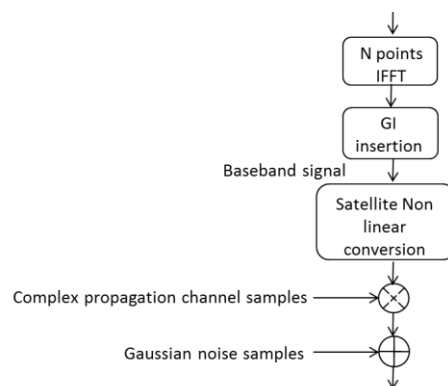 N points
IFFT
GI
insertion
Baseband signal
Satellite Non
linear
conversion
Complex propagation channel samples
Gaussian noise samples